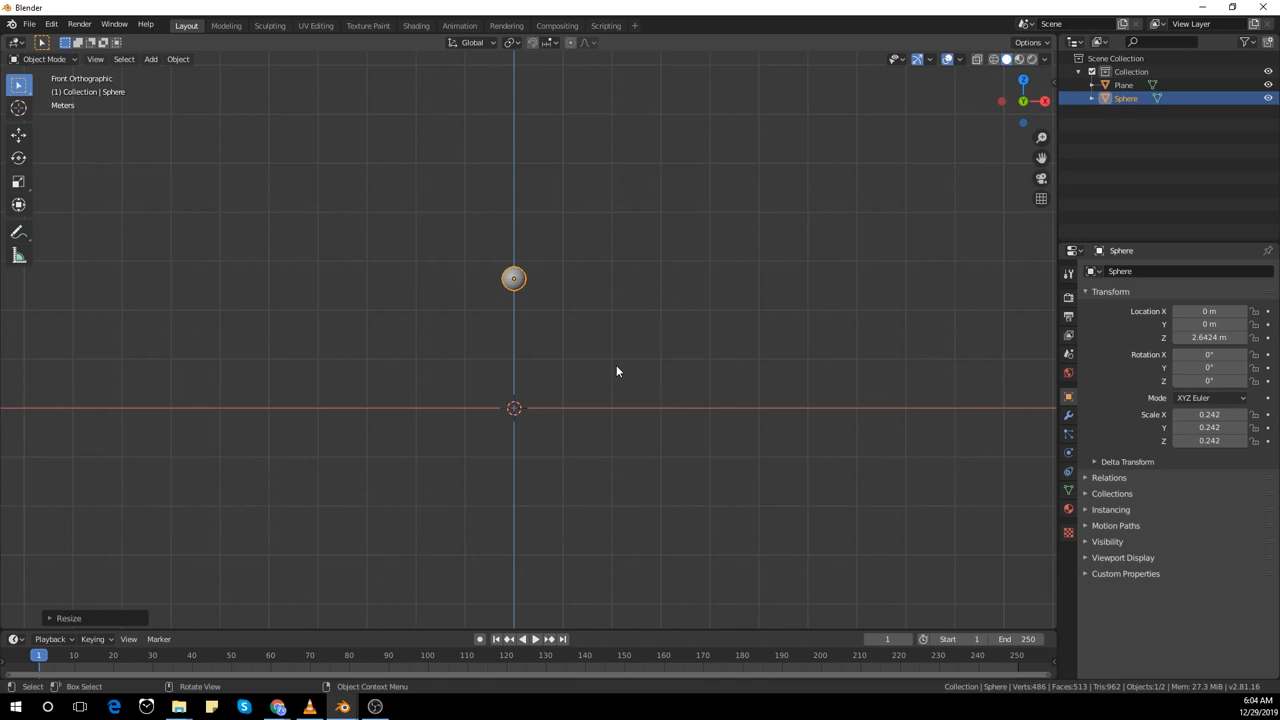 Blender
File Edit Render Window Help
Layout Modeling Sculpting UV Editing Texture Paint Shading Animation Rendering Compositing Scripting +
Scene
View Layer
Global
Options
Object Mode View Select Add Object
Front Orthographic
(1) Collection | Sphere
Meters
Z
Y
X
Scene Collection
Collection
Plane
Sphere
Sphere
Sphere
Transform
Location X 0 m
Y 0 m
Z 2.6424 m
Rotation X 0°
Y 0°
Z 0°
Mode XYZ Euler
Scale X 0.242
Y 0.242
Z 0.242
Delta Transform
Relations
Collections
Instancing
Motion Paths
Visibility
Viewport Display
Custom Properties
Resize
Playback Keying View Marker
1 Start 1 End 250
1 10 20 30 40 50 60 70 80 90 100 110 120 130 140 150 160 170 180 190 200 210 220 230 240 250
Select Box Select Rotate View Object Context Menu
Collection | Sphere | Verts:486 | Faces:513 | Tris:962 | Objects:1/2 | Mem: 27.3 MiB | v2.81.16
6:04 AM
12/29/2019